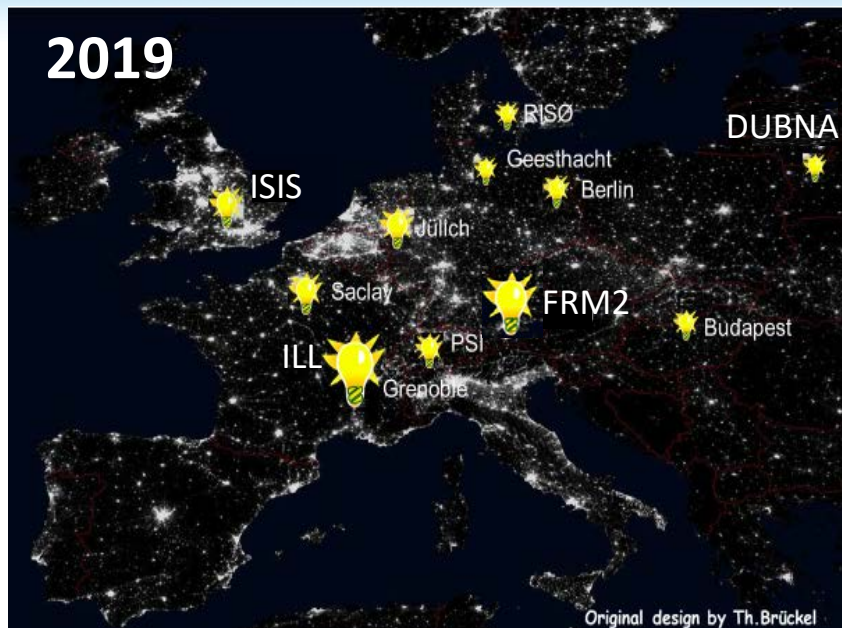 2019
RISØ
DUBNA
Geesthacht
ISIS
Berlin
Jülich
Saclay
FRM2
Budapest
PSI
ILL
Grenoble
Original design by Th.Brückel